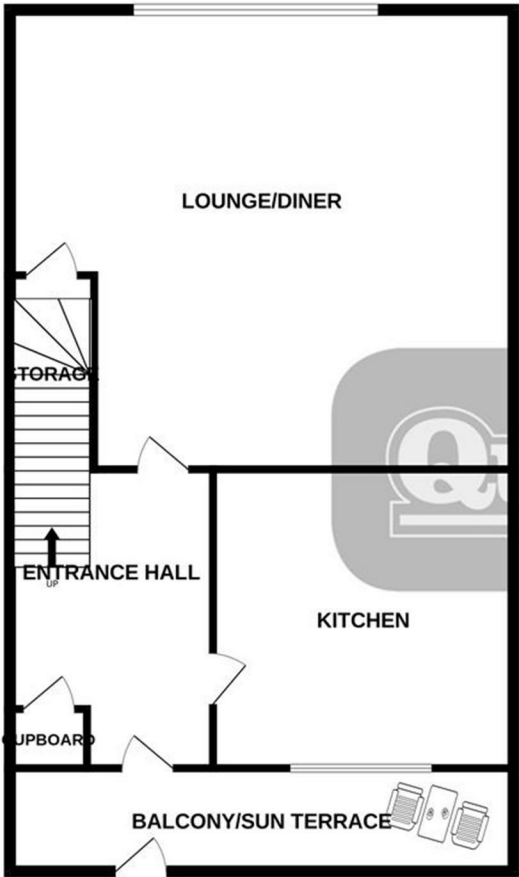 LOUNGE/DINER
STORAGE
ENTRANCE HALL
UP
KITCHEN
CUPBOARD
BALCONY/SUN TERRACE